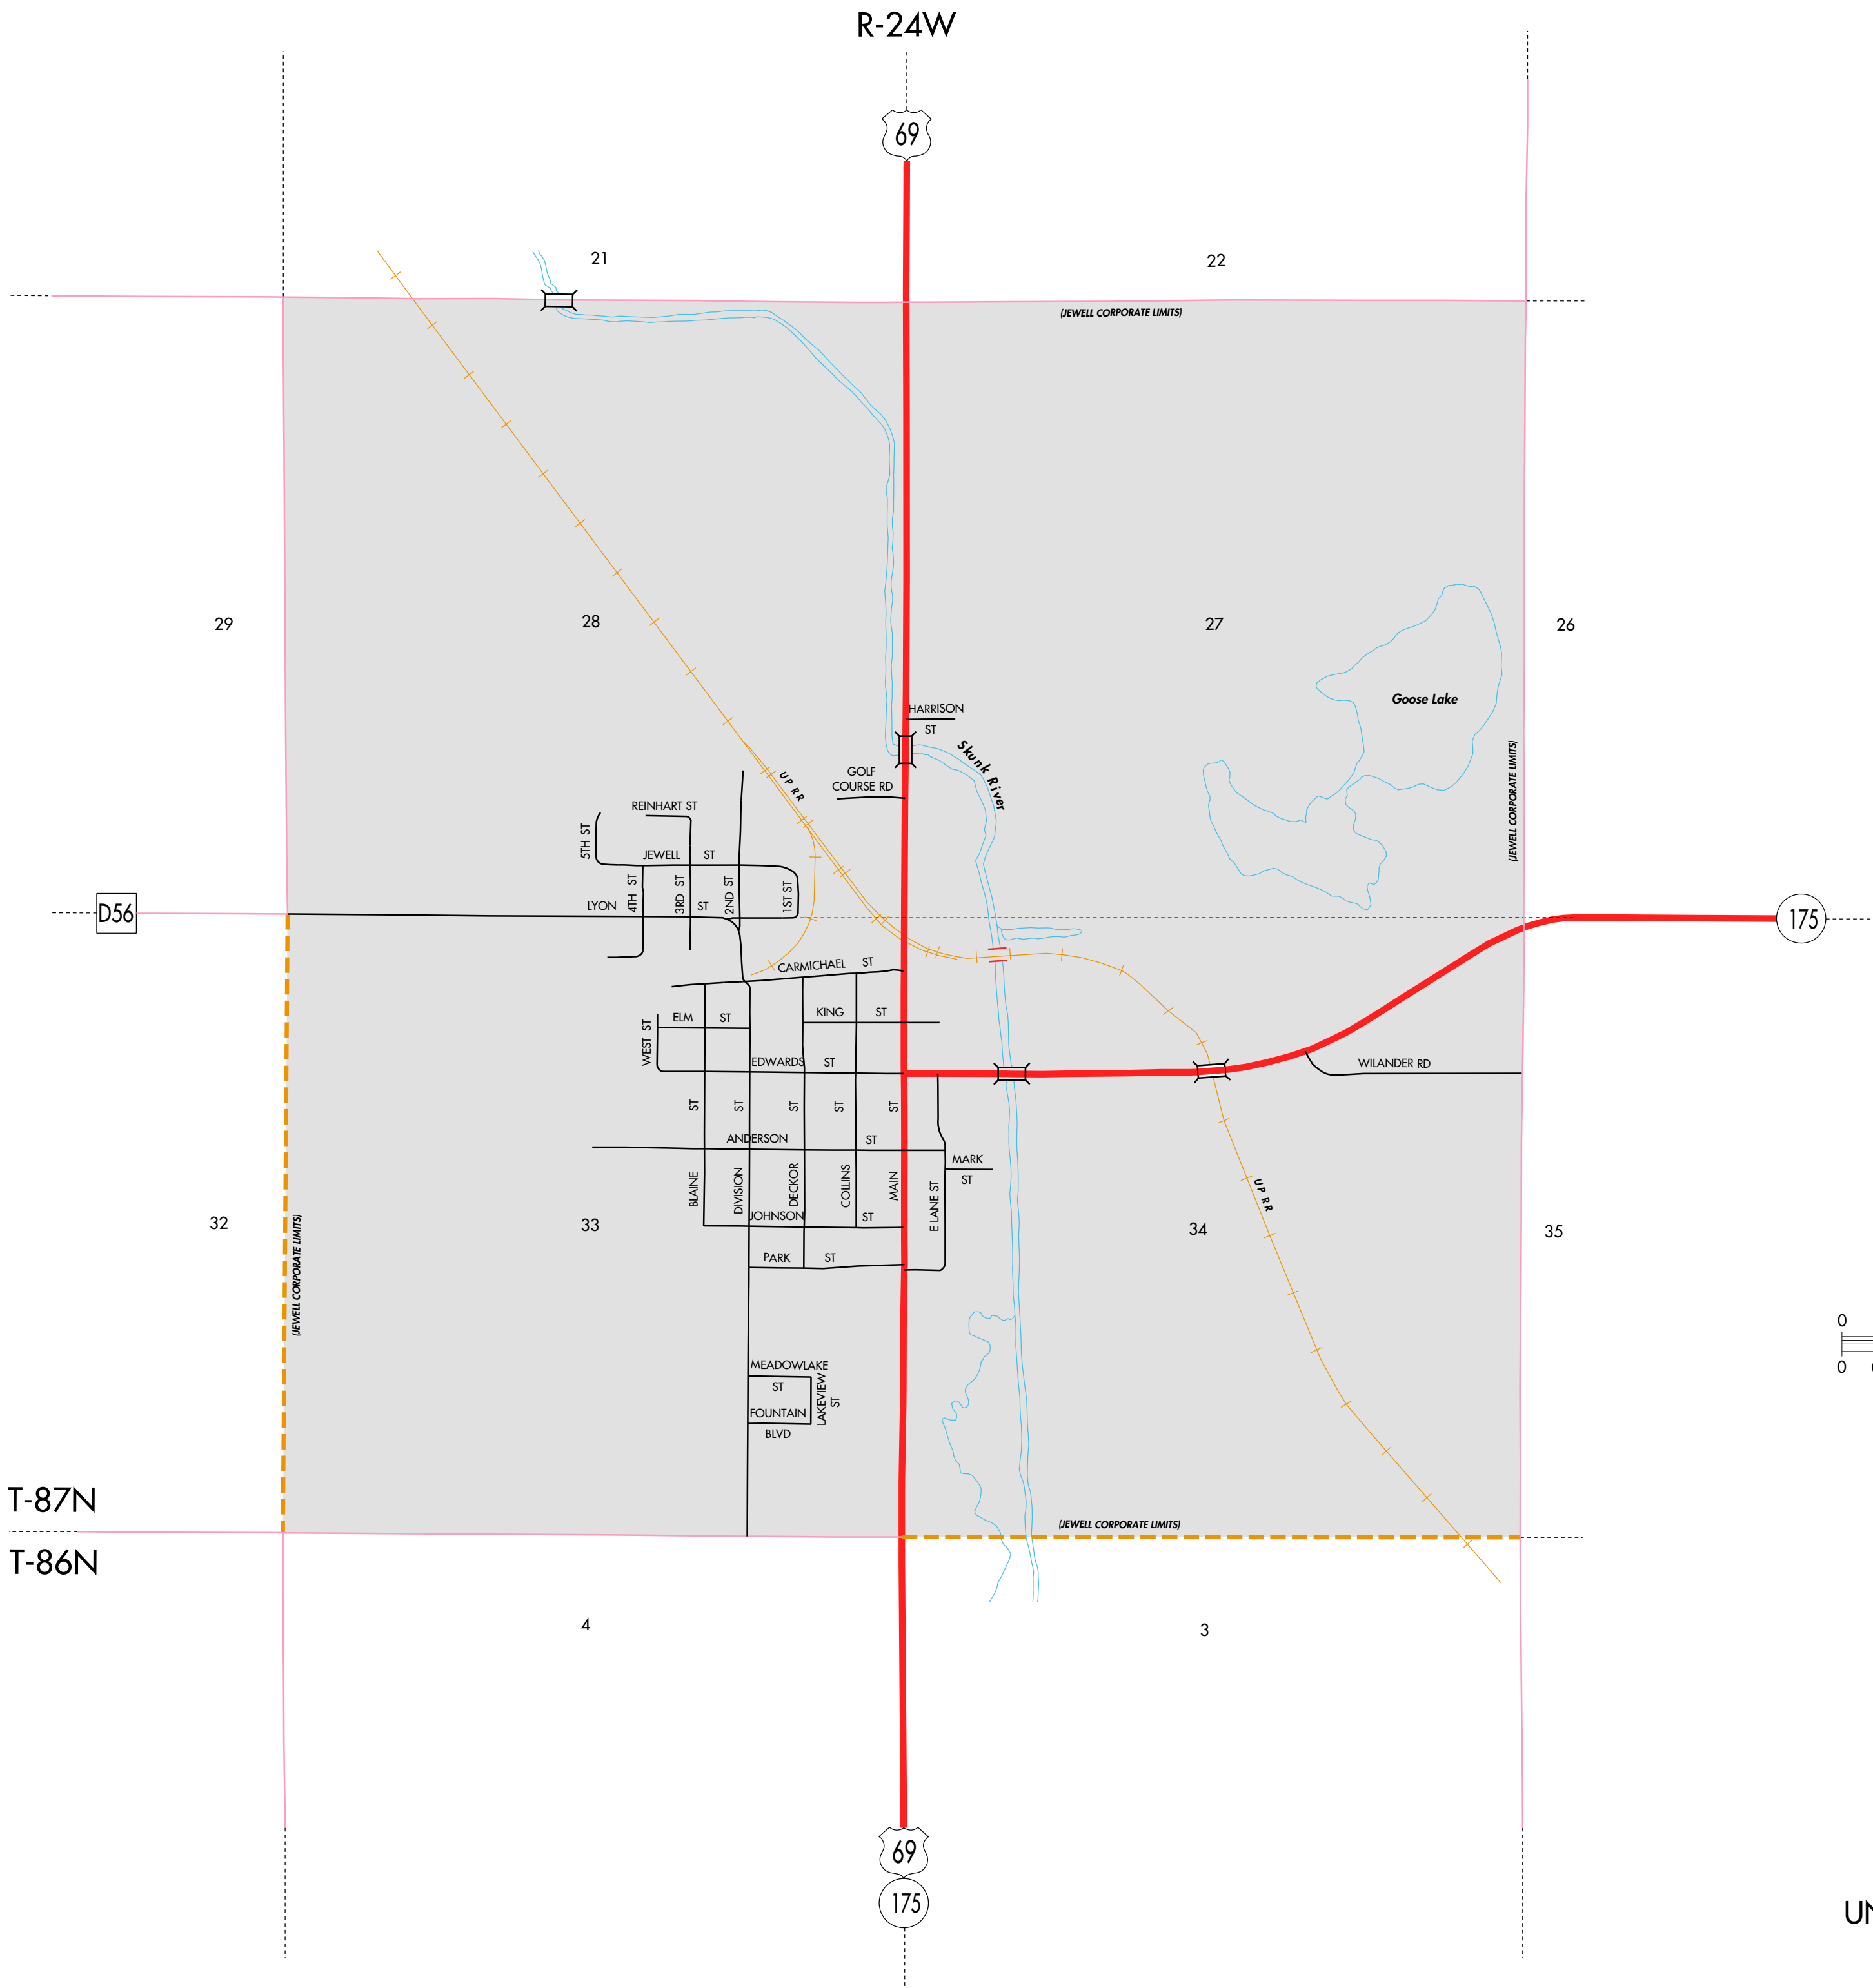 R-24W
69
21
22
(JEWELL CORPORATE LIMITS)
29
28
27
26
Goose Lake
HARRISON
ST
Skunk River
(JEWELL CORPORATE LIMITS)
GOLF
COURSE RD
UP RR
REINHART ST
5TH ST
JEWELL ST
4TH ST
3RD ST
2ND ST
1ST ST
LYON ST
D56
175
CARMICHAEL ST
ELM ST
KING ST
WEST ST
EDWARDS ST
WILANDER RD
BLAINE ST
DIVISION ST
DECKOR ST
COLLINS ST
MAIN ST
ANDERSON ST
MARK
ST
E LANE ST
UP RR
JOHNSON ST
PARK ST
32
33
34
35
(JEWELL CORPORATE LIMITS)
0
0
MEADOWLAKE
ST
LAKEVIEW
ST
FOUNTAIN
BLVD
T-87N
(JEWELL CORPORATE LIMITS)
T-86N
4
3
69
175